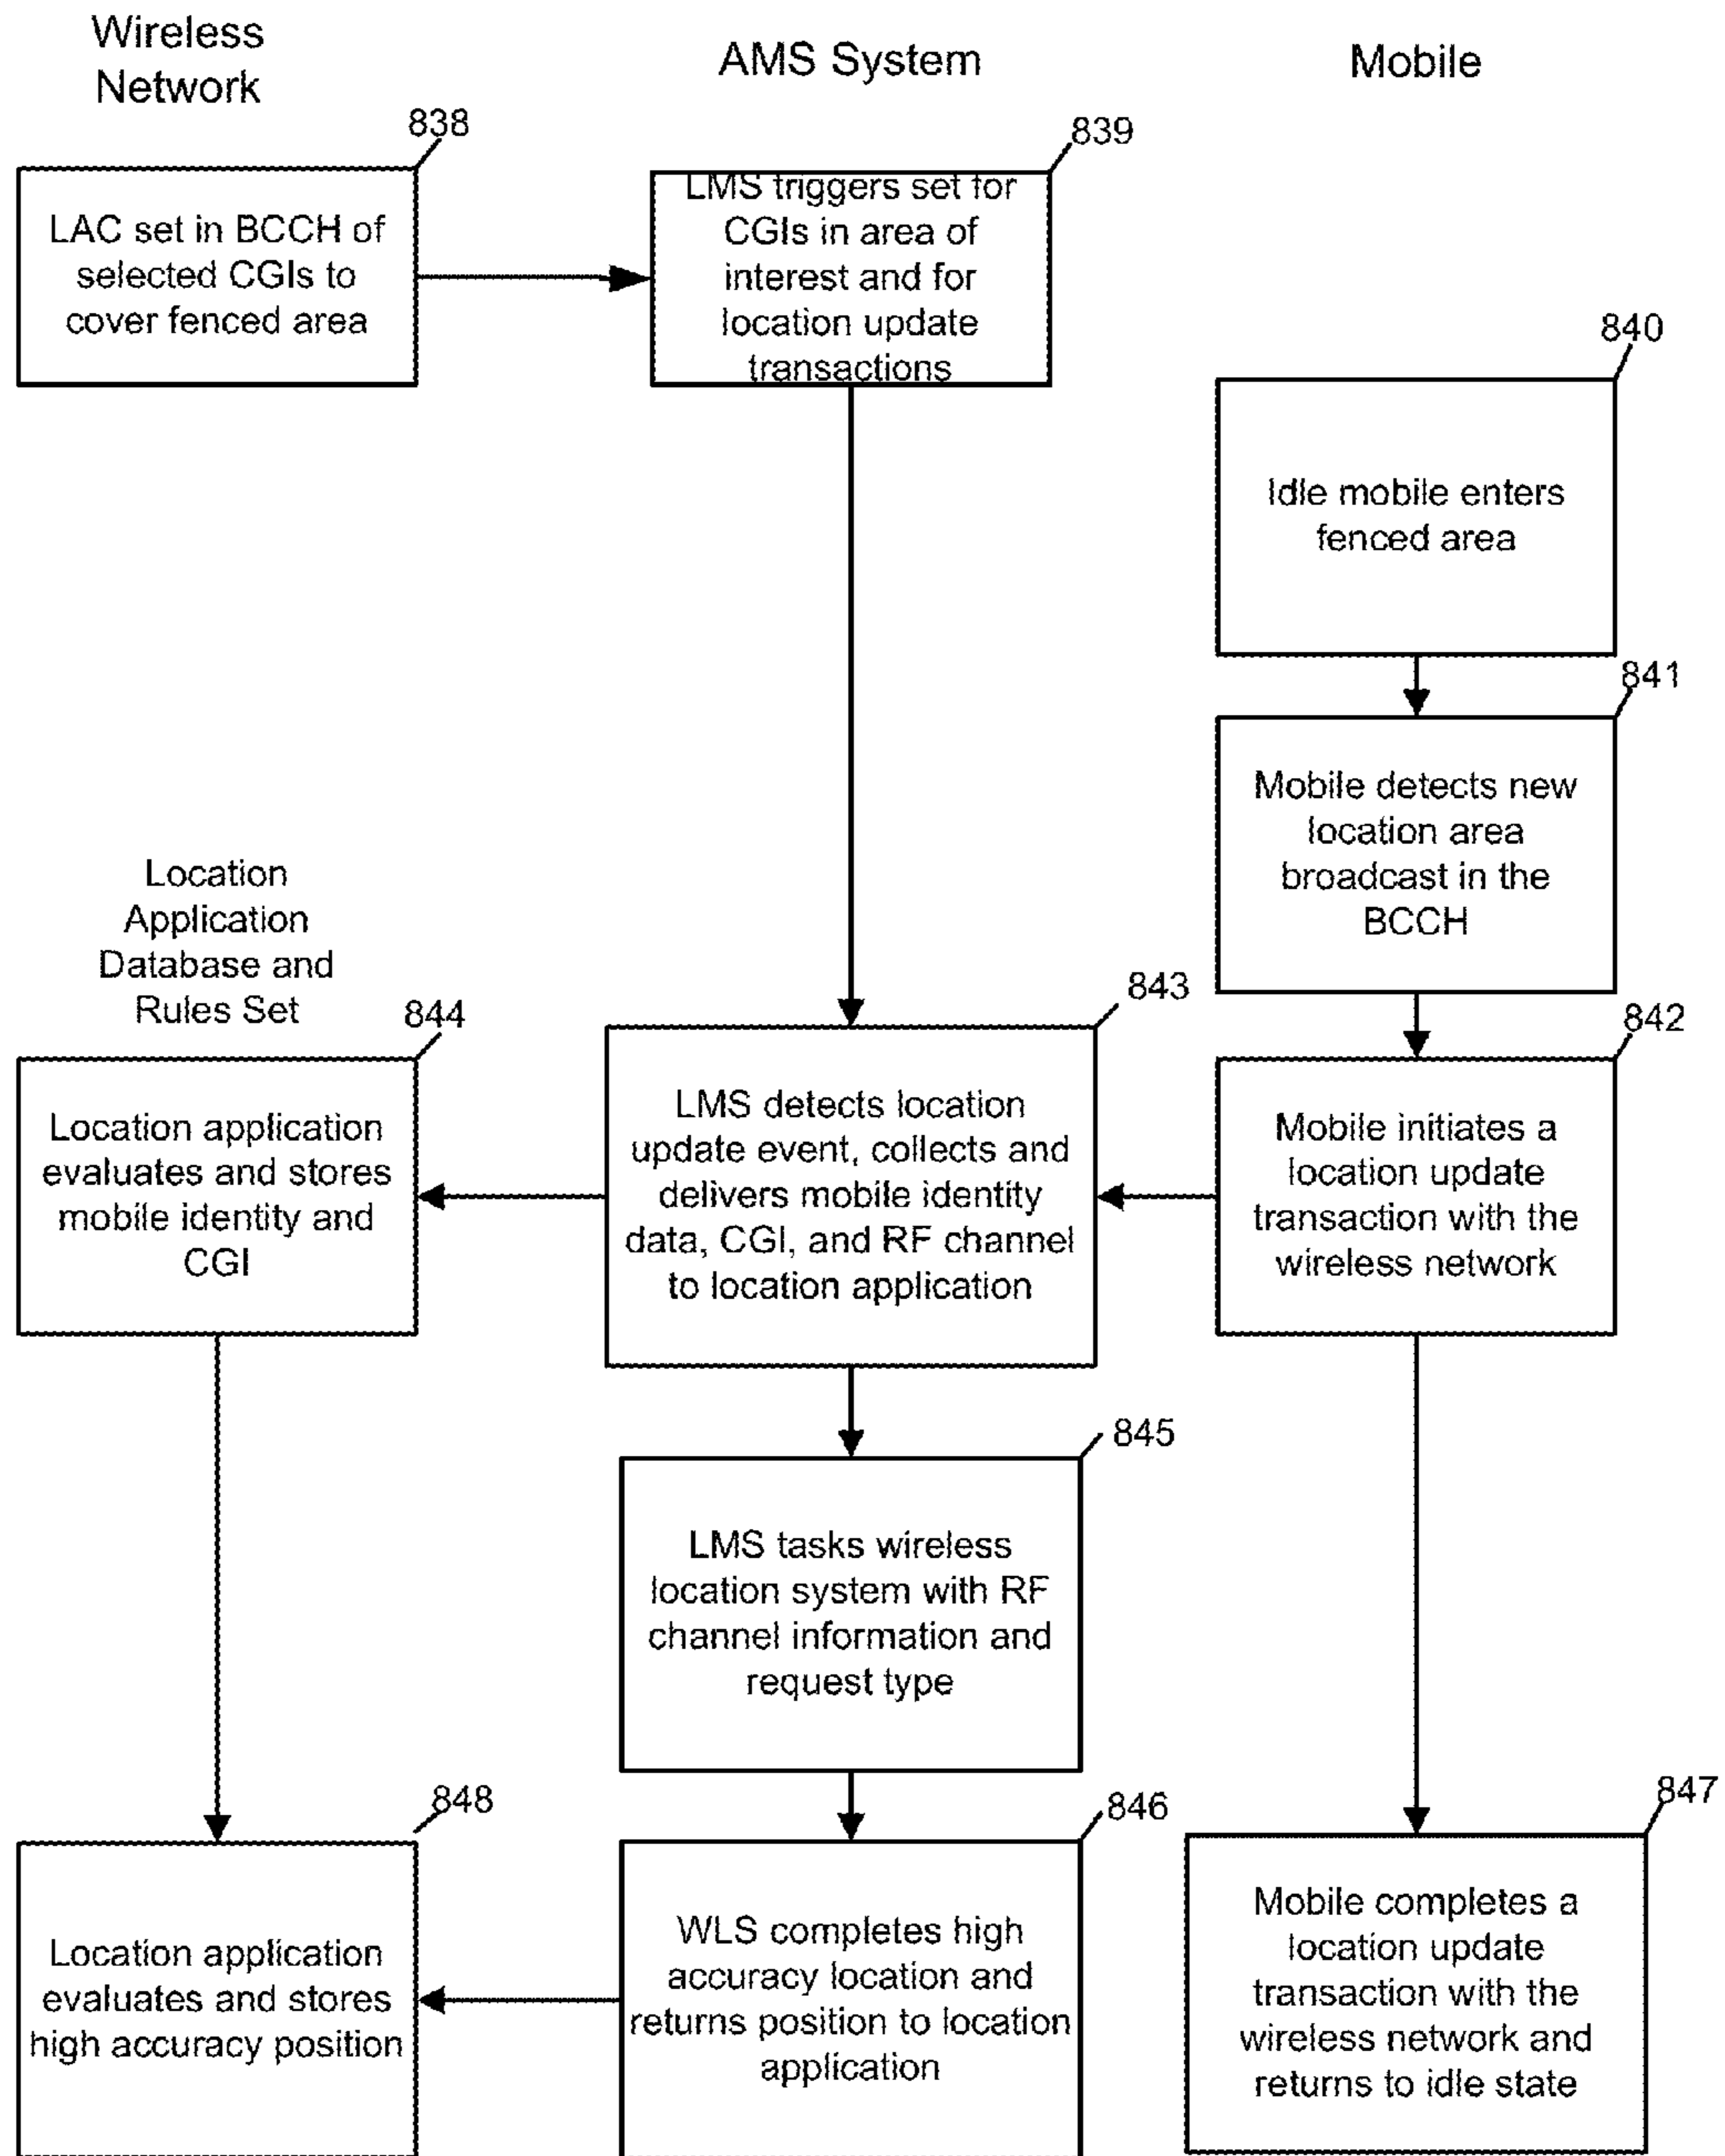 Wireless
Network
AMS System
Mobile
838
LAC set in BCCH of
selected CGIs to
cover fenced area
839
LMS triggers set for
CGIs in area of
interest and for
location update
transactions
840
Idle mobile enters
fenced area
841
Mobile detects new
location area
broadcast in the
BCCH
842
Mobile initiates a
location update
transaction with the
wireless network
843
LMS detects location
update event, collects and
delivers mobile identity
data, CGI, and RF channel
to location application
Location
Application
Database and
Rules Set
844
Location application
evaluates and stores
mobile identity and
CGI
845
LMS tasks wireless
location system with RF
channel information and
request type
846
WLS completes high
accuracy location and
returns position to location
application
847
Mobile completes a
location update
transaction with the
wireless network and
returns to idle state
848
Location application
evaluates and stores
high accuracy position